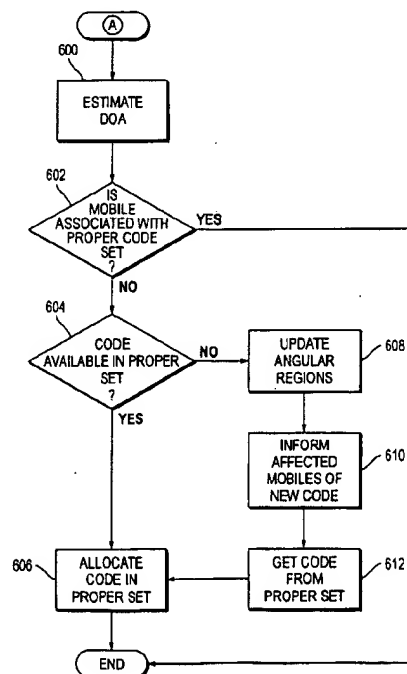 A
600
ESTIMATE
DOA
602
IS
MOBILE
ASSOCIATED WITH
PROPER CODE
SET
?
YES
NO
604
CODE
AVAILABLE IN PROPER
SET
?
NO
YES
UPDATE
ANGULAR
REGIONS
608
INFORM
AFFECTED
MOBILES OF
NEW CODE
610
606
ALLOCATE
CODE IN
PROPER SET
GET CODE
FROM
PROPER SET
612
END